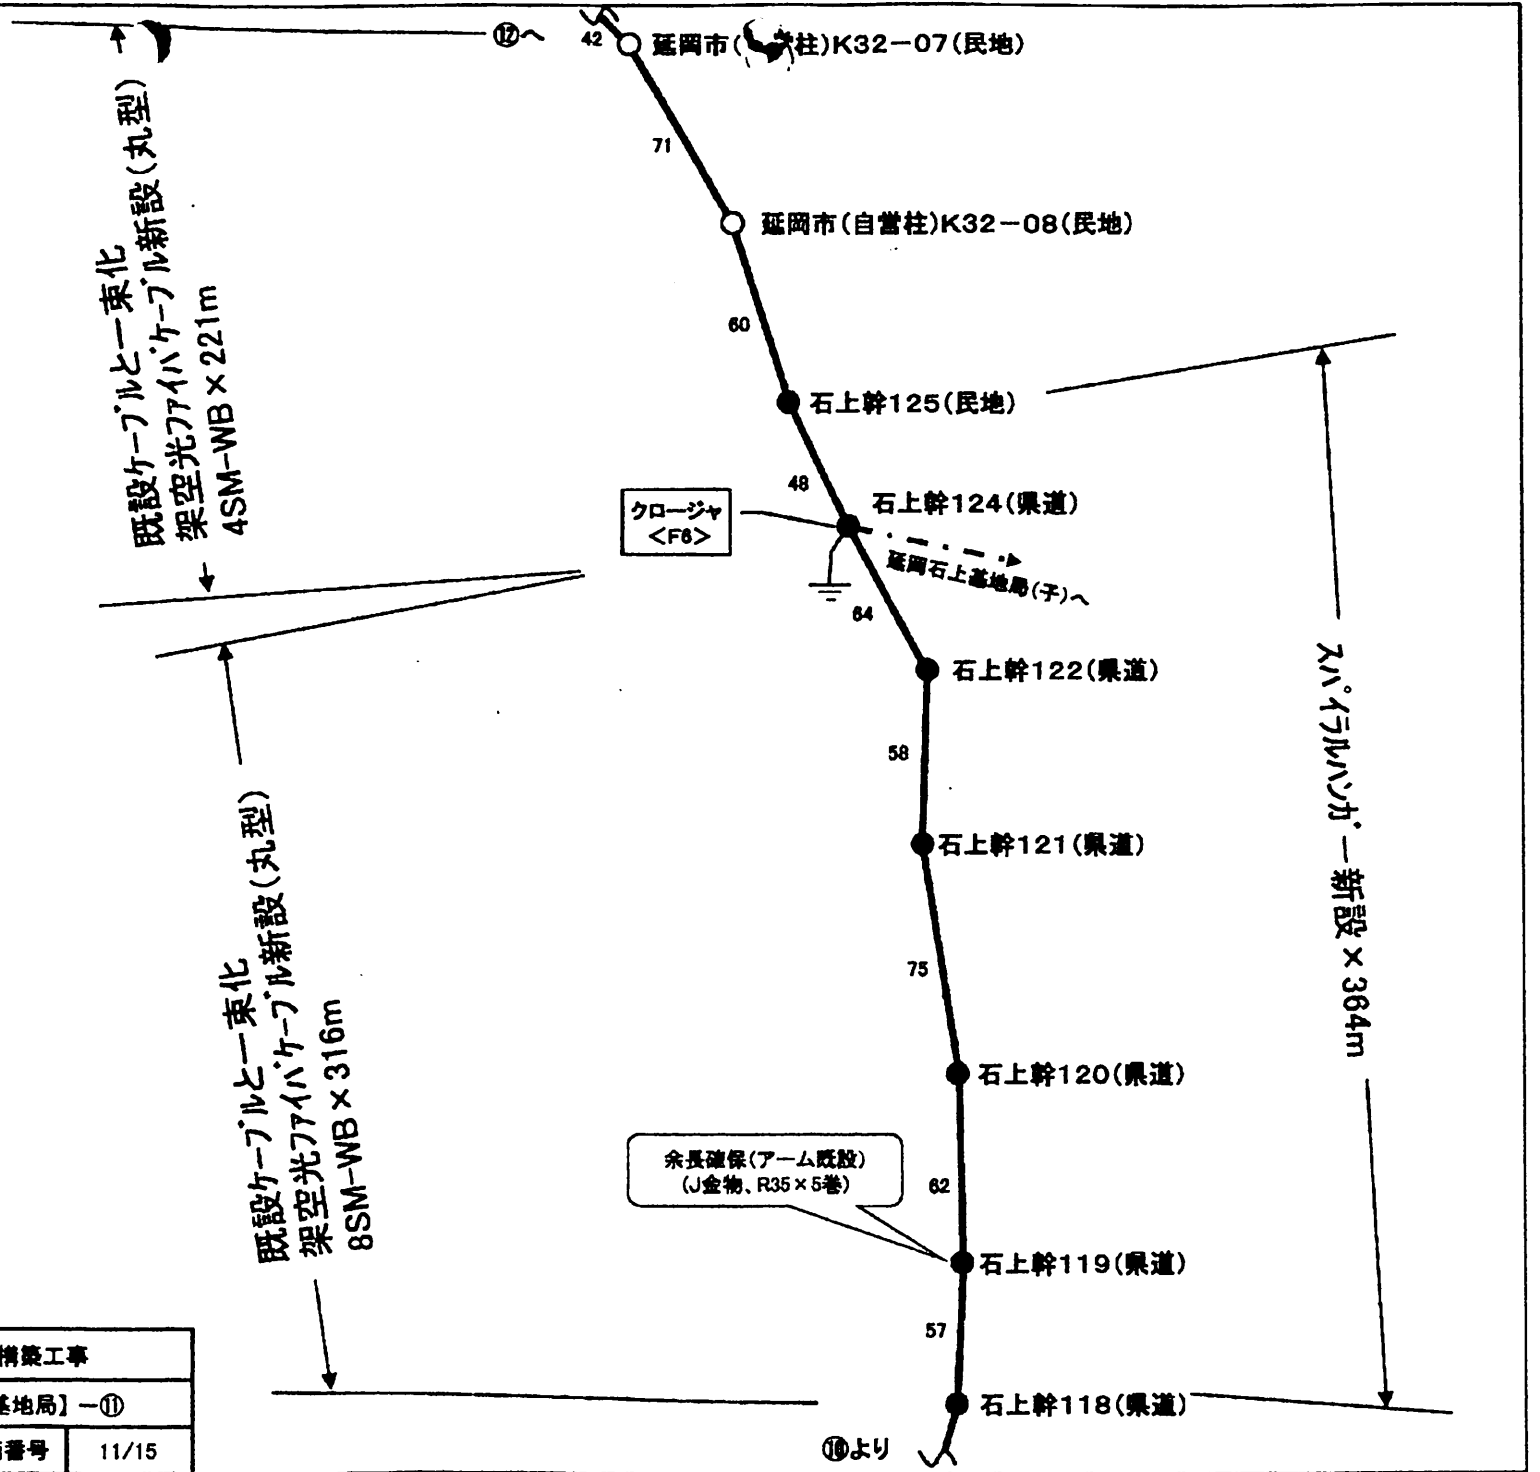 ⑫へ
42
延岡市( 柱)K32-07(民地)
71
延岡市(自営柱)K32-08(民地)
60
石上幹125(民地)
48
石上幹124(県道)
クロージャ
<F6>
延岡石上基地局(子)へ
64
石上幹122(県道)
58
石上幹121(県道)
75
石上幹120(県道)
余長確保(アーム既設)
(J金物、R35×5巻)
62
石上幹119(県道)
57
石上幹118(県道)
⑩より
既設ケーブルと一束化
架空光ファイバケーブル新設(丸型)
4SM-WB×221m
既設ケーブルと一束化
架空光ファイバケーブル新設(丸型)
8SM-WB×316m
スパイラルハンガー新設×364m
構築工事
基地局】-⑪
番号
11/15